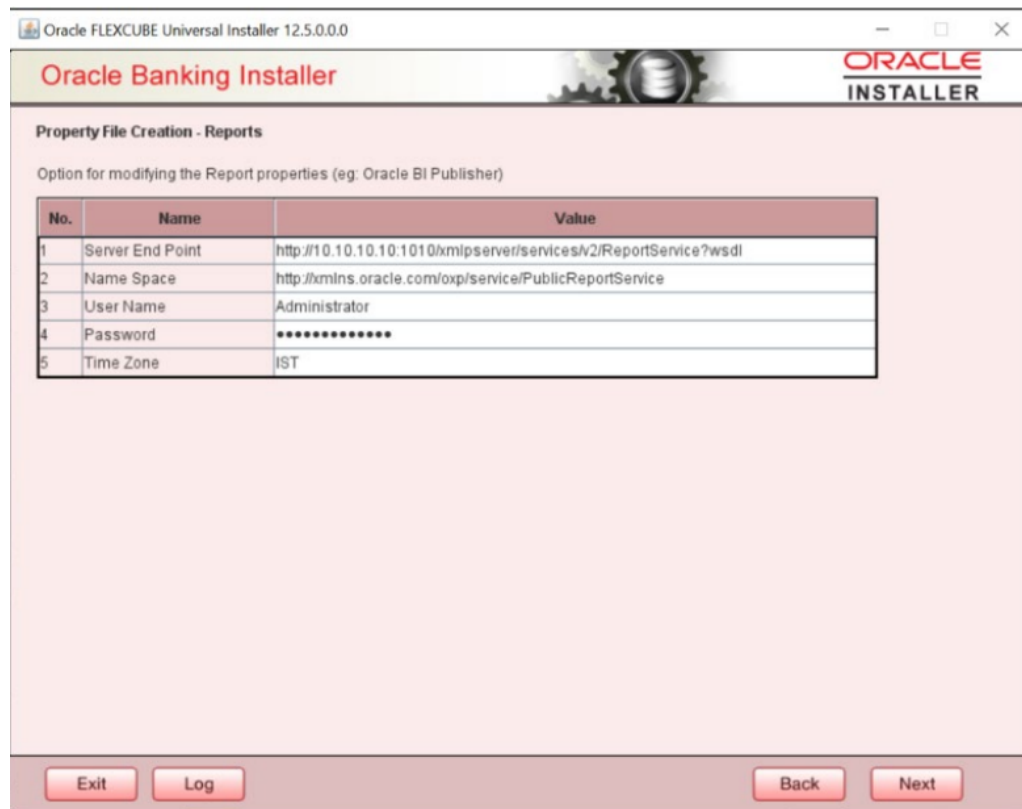 Oracle FLEXCUBE Universal Installer 12.5.0.0.0
Oracle Banking Installer
ORACLE
INSTALLER
Property File Creation - Reports
Option for modifying the Report properties (eg: Oracle BI Publisher)
No. Name Value
1 Server End Point http://10.10.10.10:1010/xmlpserver/services/v2/ReportService?wsdl
2 Name Space http://xmlns.oracle.com/oxp/service/PublicReportService
3 User Name Administrator
4 Password •••••••••••••
5 Time Zone IST
Exit Log Back Next